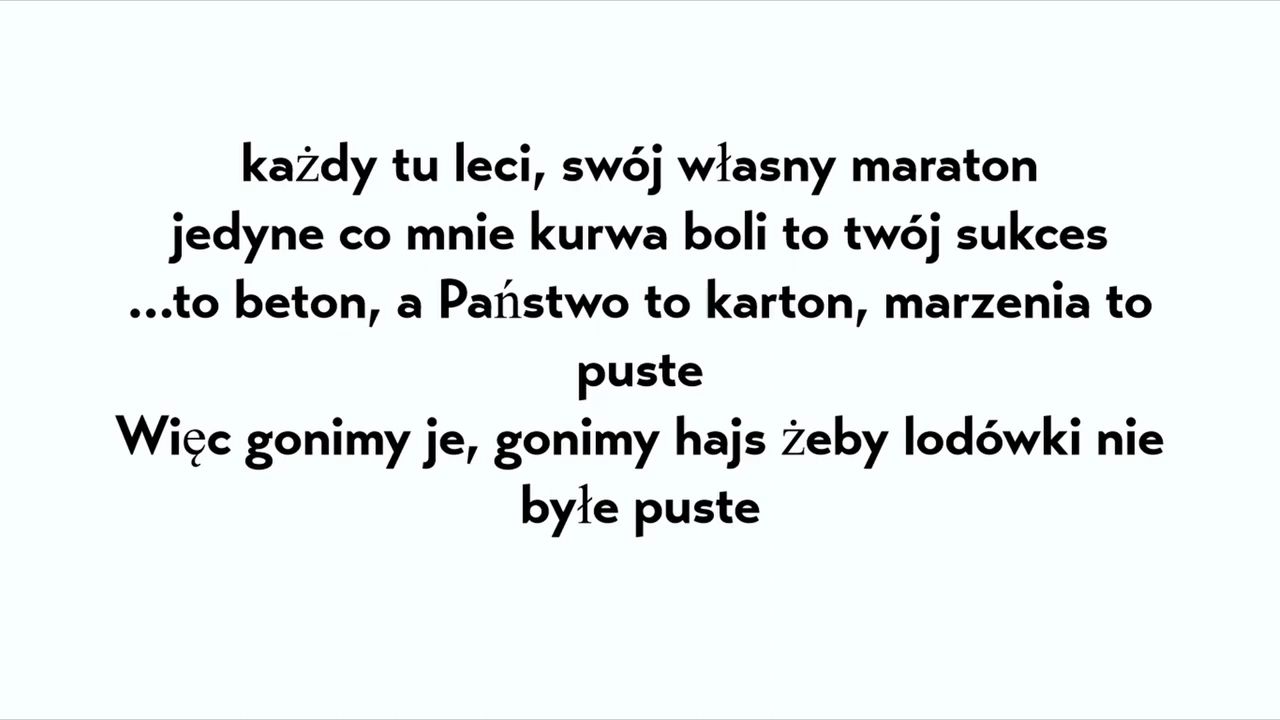 każdy tu leci, swój własny maraton
jedyne co mnie kurwa boli to twój sukces
...to beton, a Państwo to karton, marzenia to
puste
Więc gonimy je, gonimy hajs żeby lodówki nie
byłe puste